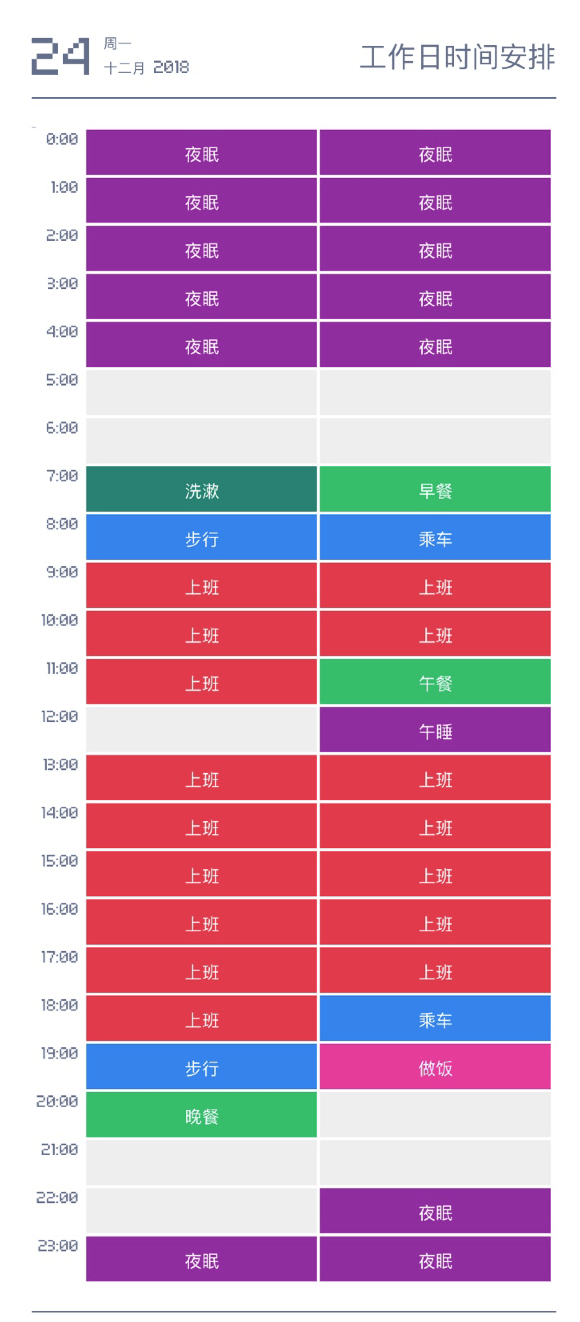 24 周一
十二月 2018
工作日时间安排
0:00 夜眠 夜眠
1:00 夜眠 夜眠
2:00 夜眠 夜眠
3:00 夜眠 夜眠
4:00 夜眠 夜眠
5:00
6:00
7:00 洗漱 早餐
8:00 步行 乘车
9:00 上班 上班
10:00 上班 上班
11:00 上班 午餐
12:00 午睡
13:00 上班 上班
14:00 上班 上班
15:00 上班 上班
16:00 上班 上班
17:00 上班 上班
18:00 上班 乘车
19:00 步行 做饭
20:00 晚餐
21:00
22:00 夜眠
23:00 夜眠 夜眠